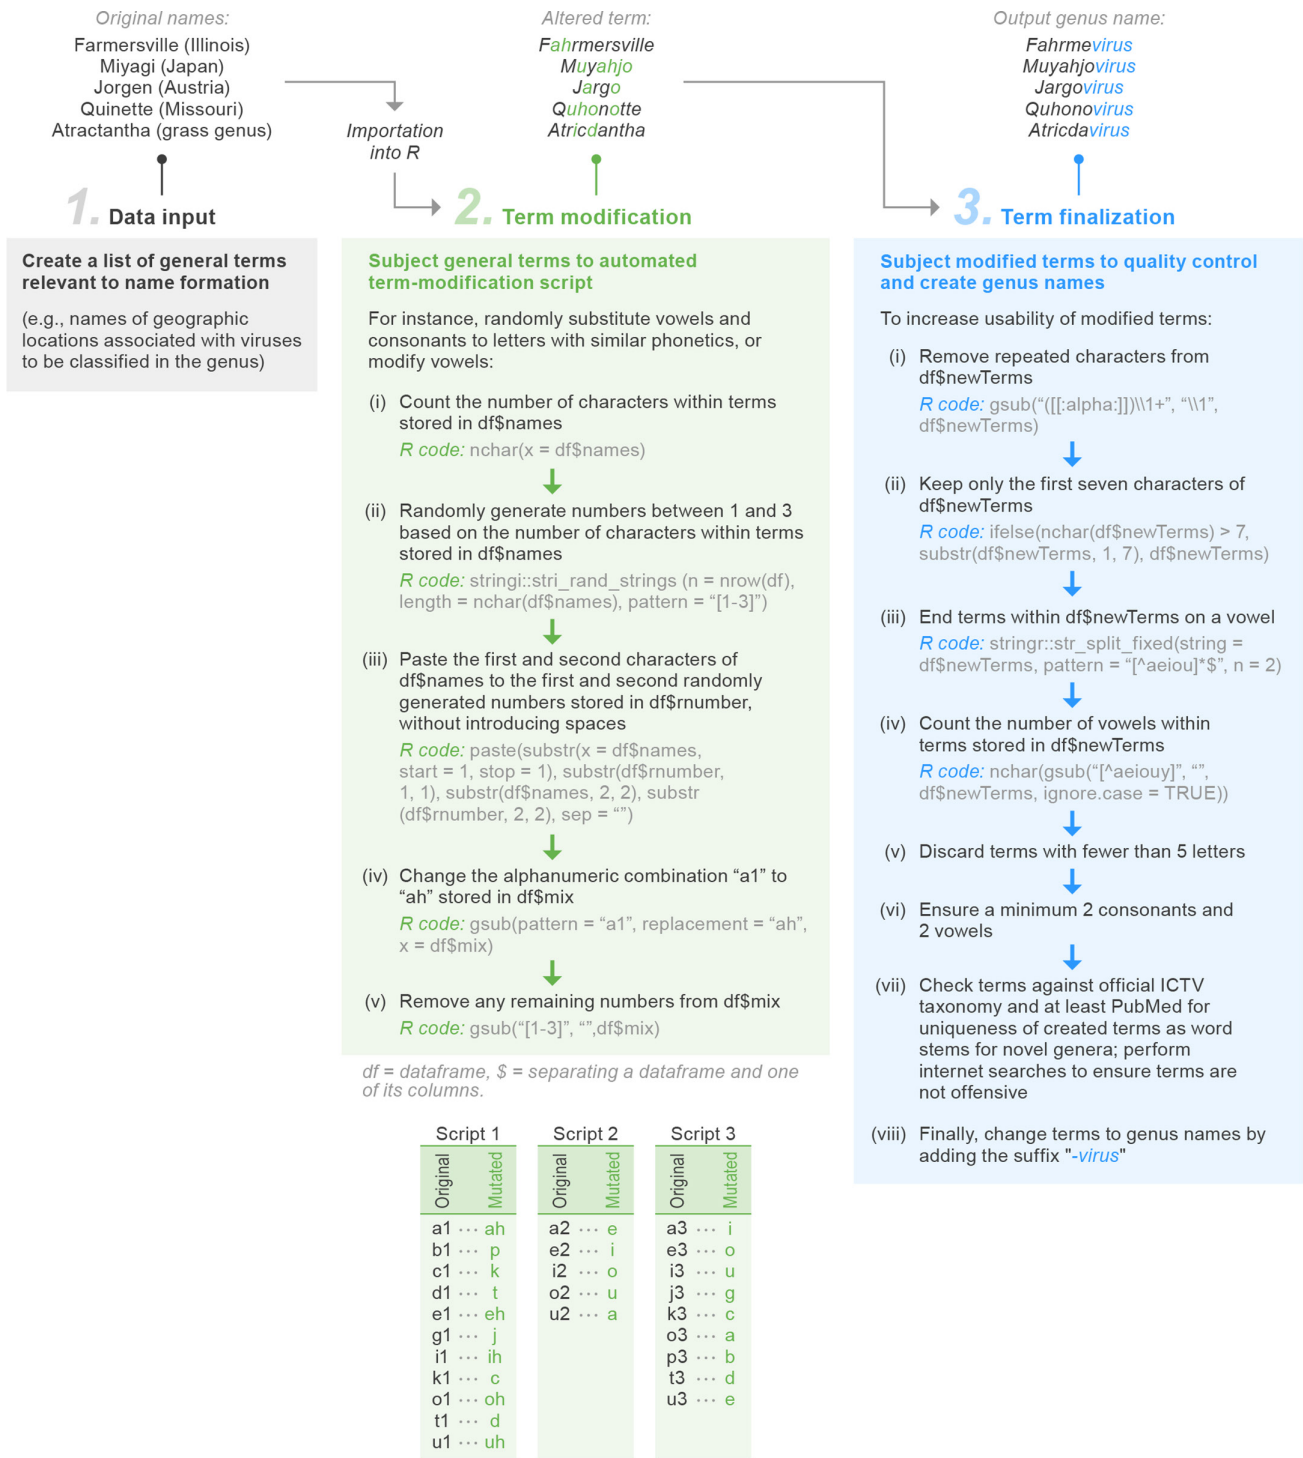 Original names:
Farmersville (Illinois)
Miyagi (Japan)
Jorgen (Austria)
Quinette (Missouri)
Atractantha (grass genus)
Importation
into R
Altered term:
Fahrmersville
Muyahjo
Jargo
Quhonotte
Atricdantha
Output genus name:
Fahrmevirus
Muyahjovirus
Jargovirus
Quhonovirus
Atricdavirus
1. Data input
Create a list of general terms
relevant to name formation
(e.g., names of geographic
locations associated with viruses
to be classified in the genus)
2. Term modification
Subject general terms to automated
term-modification script
For instance, randomly substitute vowels and
consonants to letters with similar phonetics, or
modify vowels:
(i) Count the number of characters within terms
stored in df$names
R code: nchar(x = df$names)
(ii) Randomly generate numbers between 1 and 3
based on the number of characters within terms
stored in df$names
R code: stringi::stri_rand_strings (n = nrow(df),
length = nchar(df$names), pattern = “[1-3]”)
(iii) Paste the first and second characters of
df$names to the first and second randomly
generated numbers stored in df$rnumber,
without introducing spaces
R code: paste(substr(x = df$names,
start = 1, stop = 1), substr(df$rnumber,
1, 1), substr(df$names, 2, 2), substr
(df$rnumber, 2, 2), sep = “”)
(iv) Change the alphanumeric combination “a1” to
“ah” stored in df$mix
R code: gsub(pattern = “a1”, replacement = “ah”,
x = df$mix)
(v) Remove any remaining numbers from df$mix
R code: gsub(“[1-3]”, “”,df$mix)
df = dataframe, $ = separating a dataframe and one
of its columns.
Script 1
Original Mutated
a1 ··· ah
b1 ··· p
c1 ··· k
d1 ··· t
e1 ··· eh
g1 ··· j
i1 ··· ih
k1 ··· c
o1 ··· oh
t1 ··· d
u1 ··· uh
Script 2
Original Mutated
a2 ··· e
e2 ··· i
i2 ··· o
o2 ··· u
u2 ··· a
Script 3
Original Mutated
a3 ··· i
e3 ··· o
i3 ··· u
j3 ··· g
k3 ··· c
o3 ··· a
p3 ··· b
t3 ··· d
u3 ··· e
3. Term finalization
Subject modified terms to quality control
and create genus names
To increase usability of modified terms:
(i) Remove repeated characters from
df$newTerms
R code: gsub(“([[:alpha:]])\\1+”, “\\1”,
df$newTerms)
(ii) Keep only the first seven characters of
df$newTerms
R code: ifelse(nchar(df$newTerms) > 7,
substr(df$newTerms, 1, 7), df$newTerms)
(iii) End terms within df$newTerms on a vowel
R code: stringr::str_split_fixed(string =
df$newTerms, pattern = “[^aeiou]*$”, n = 2)
(iv) Count the number of vowels within
terms stored in df$newTerms
R code: nchar(gsub(“[^aeiouy]”, “”,
df$newTerms, ignore.case = TRUE))
(v) Discard terms with fewer than 5 letters
(vi) Ensure a minimum 2 consonants and
2 vowels
(vii) Check terms against official ICTV
taxonomy and at least PubMed for
uniqueness of created terms as word
stems for novel genera; perform
internet searches to ensure terms are
not offensive
(viii) Finally, change terms to genus names by
adding the suffix "-virus"